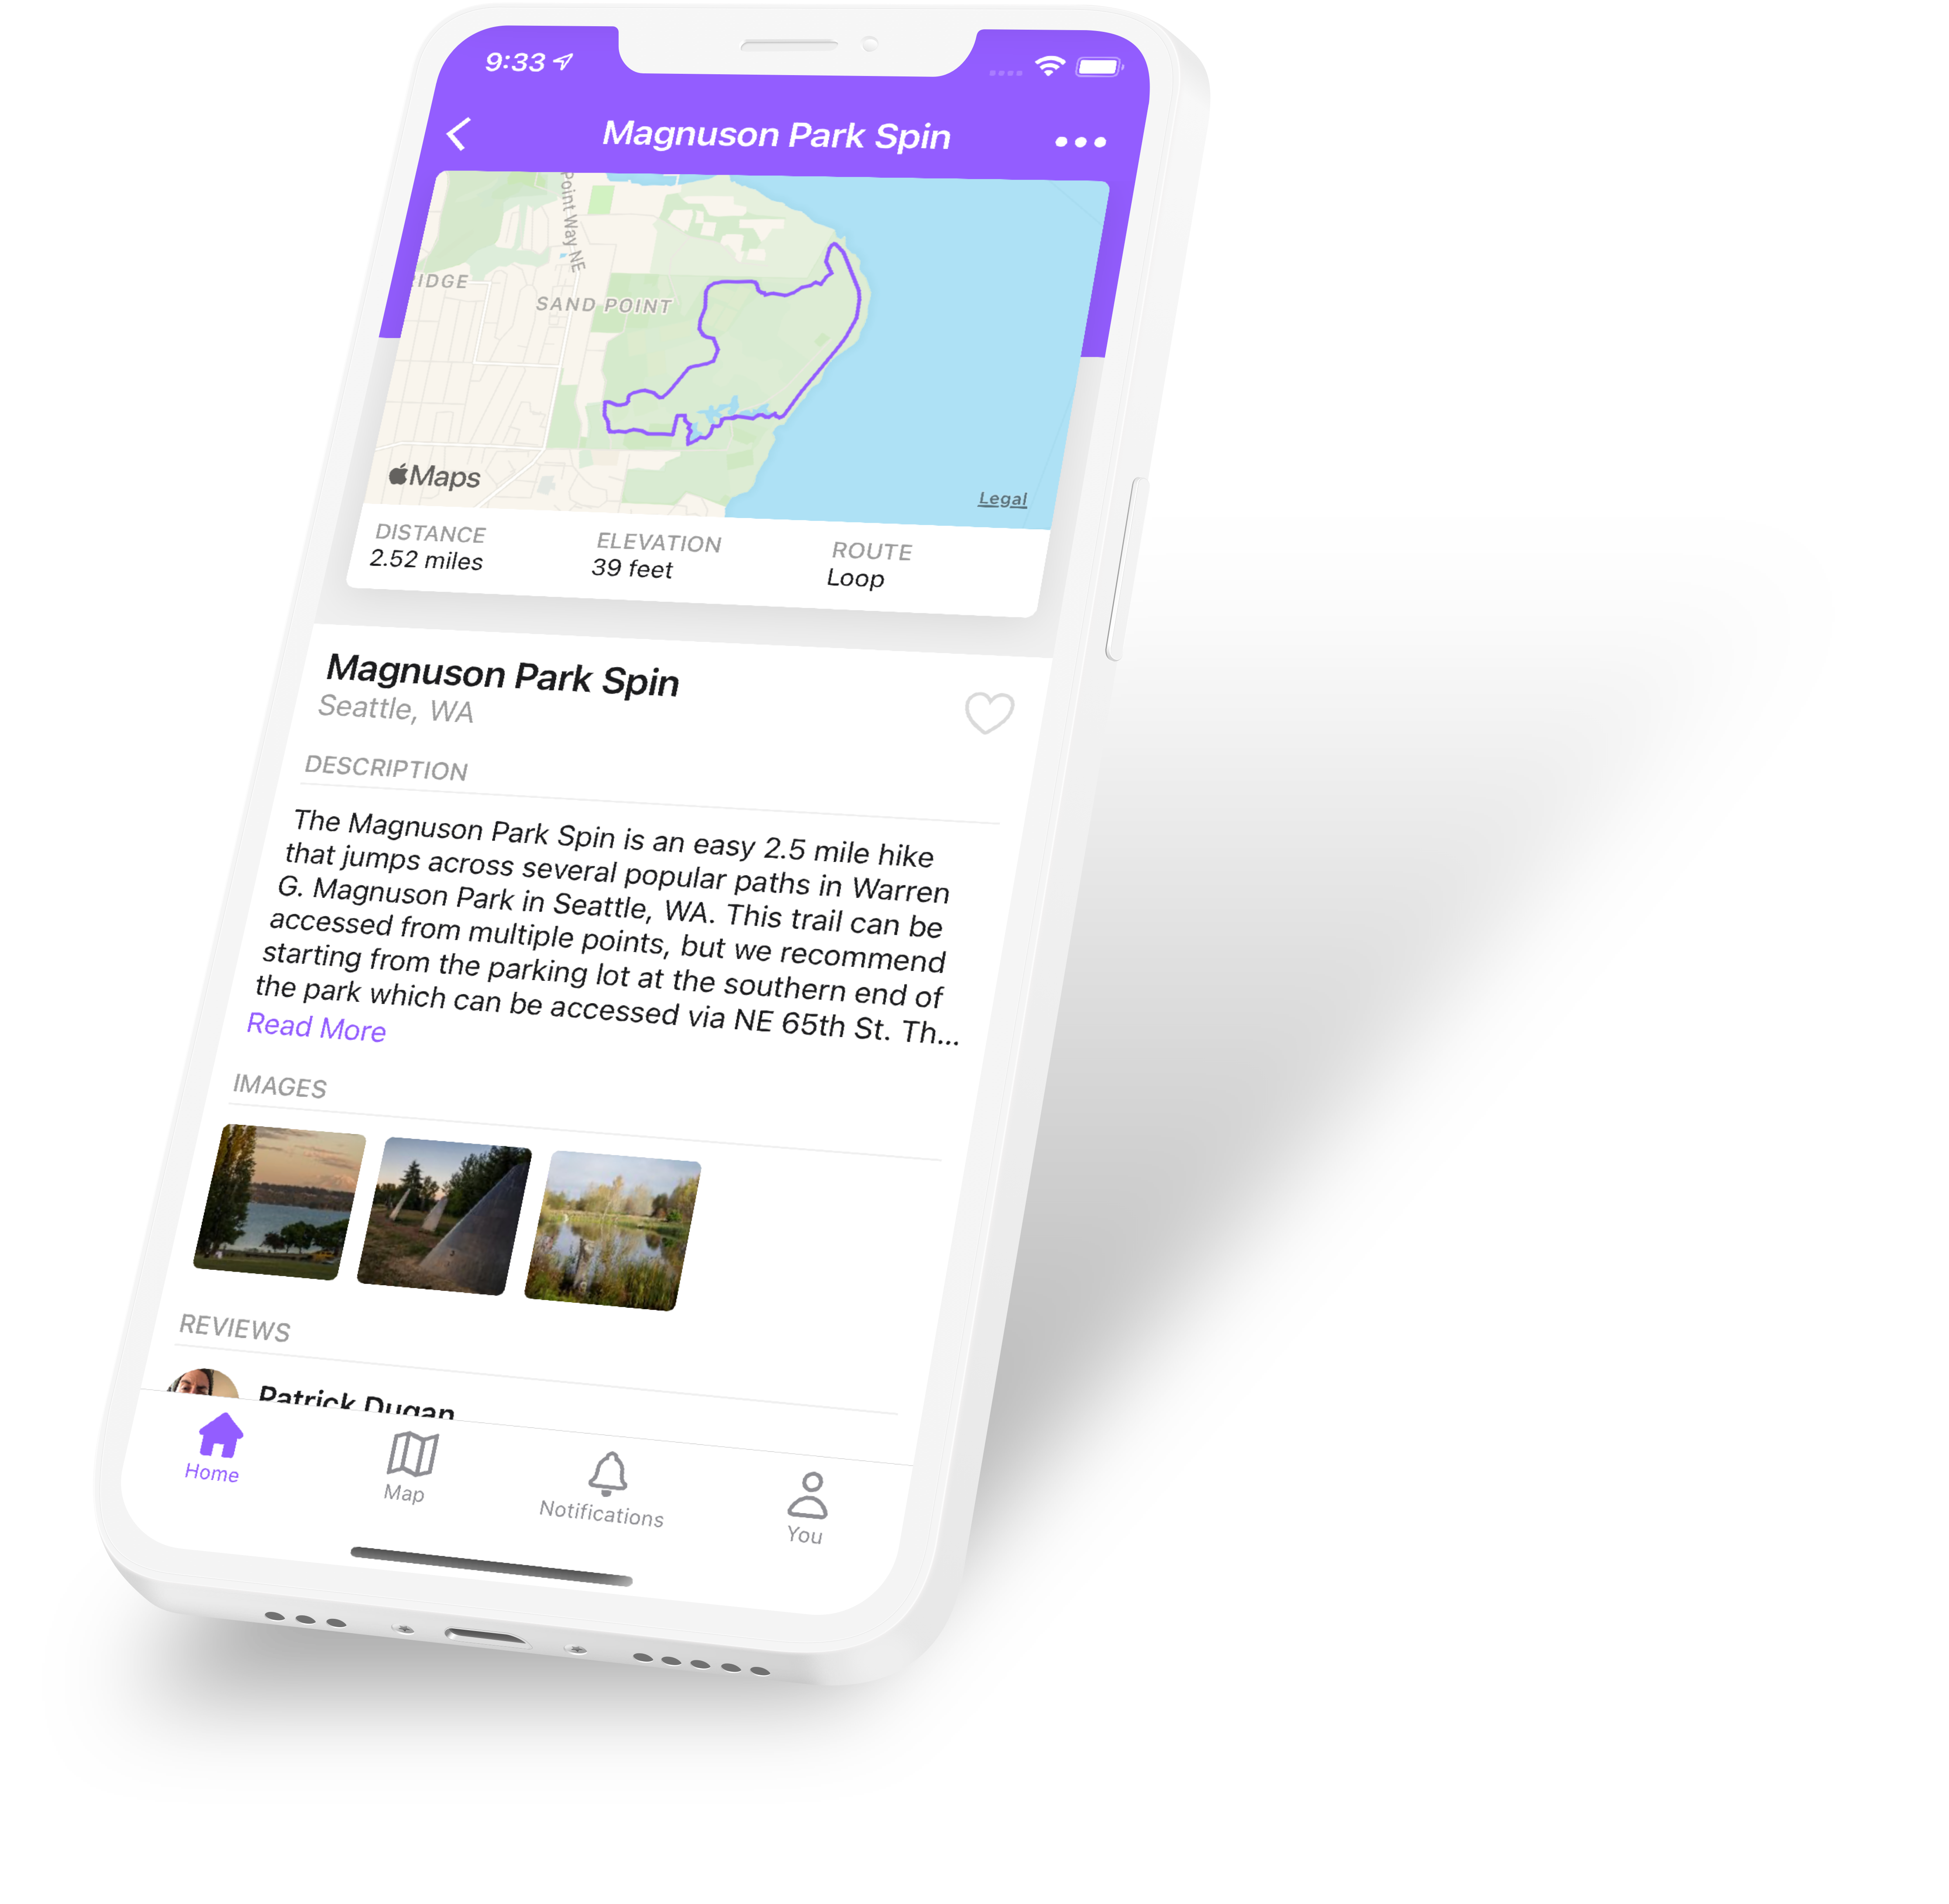 9:33
Magnuson Park Spin
Point Way NE
IDGE
SAND POINT
Maps
Legal
DISTANCE ELEVATION ROUTE
2.52 miles 39 feet Loop
Magnuson Park Spin
Seattle, WA
DESCRIPTION
The Magnuson Park Spin is an easy 2.5 mile hike
that jumps across several popular paths in Warren
G. Magnuson Park in Seattle, WA. This trail can be
accessed from multiple points, but we recommend
starting from the parking lot at the southern end of
the park which can be accessed via NE 65th St. Th...
Read More
IMAGES
REVIEWS
Patrick Dugan
Home Map Notifications You